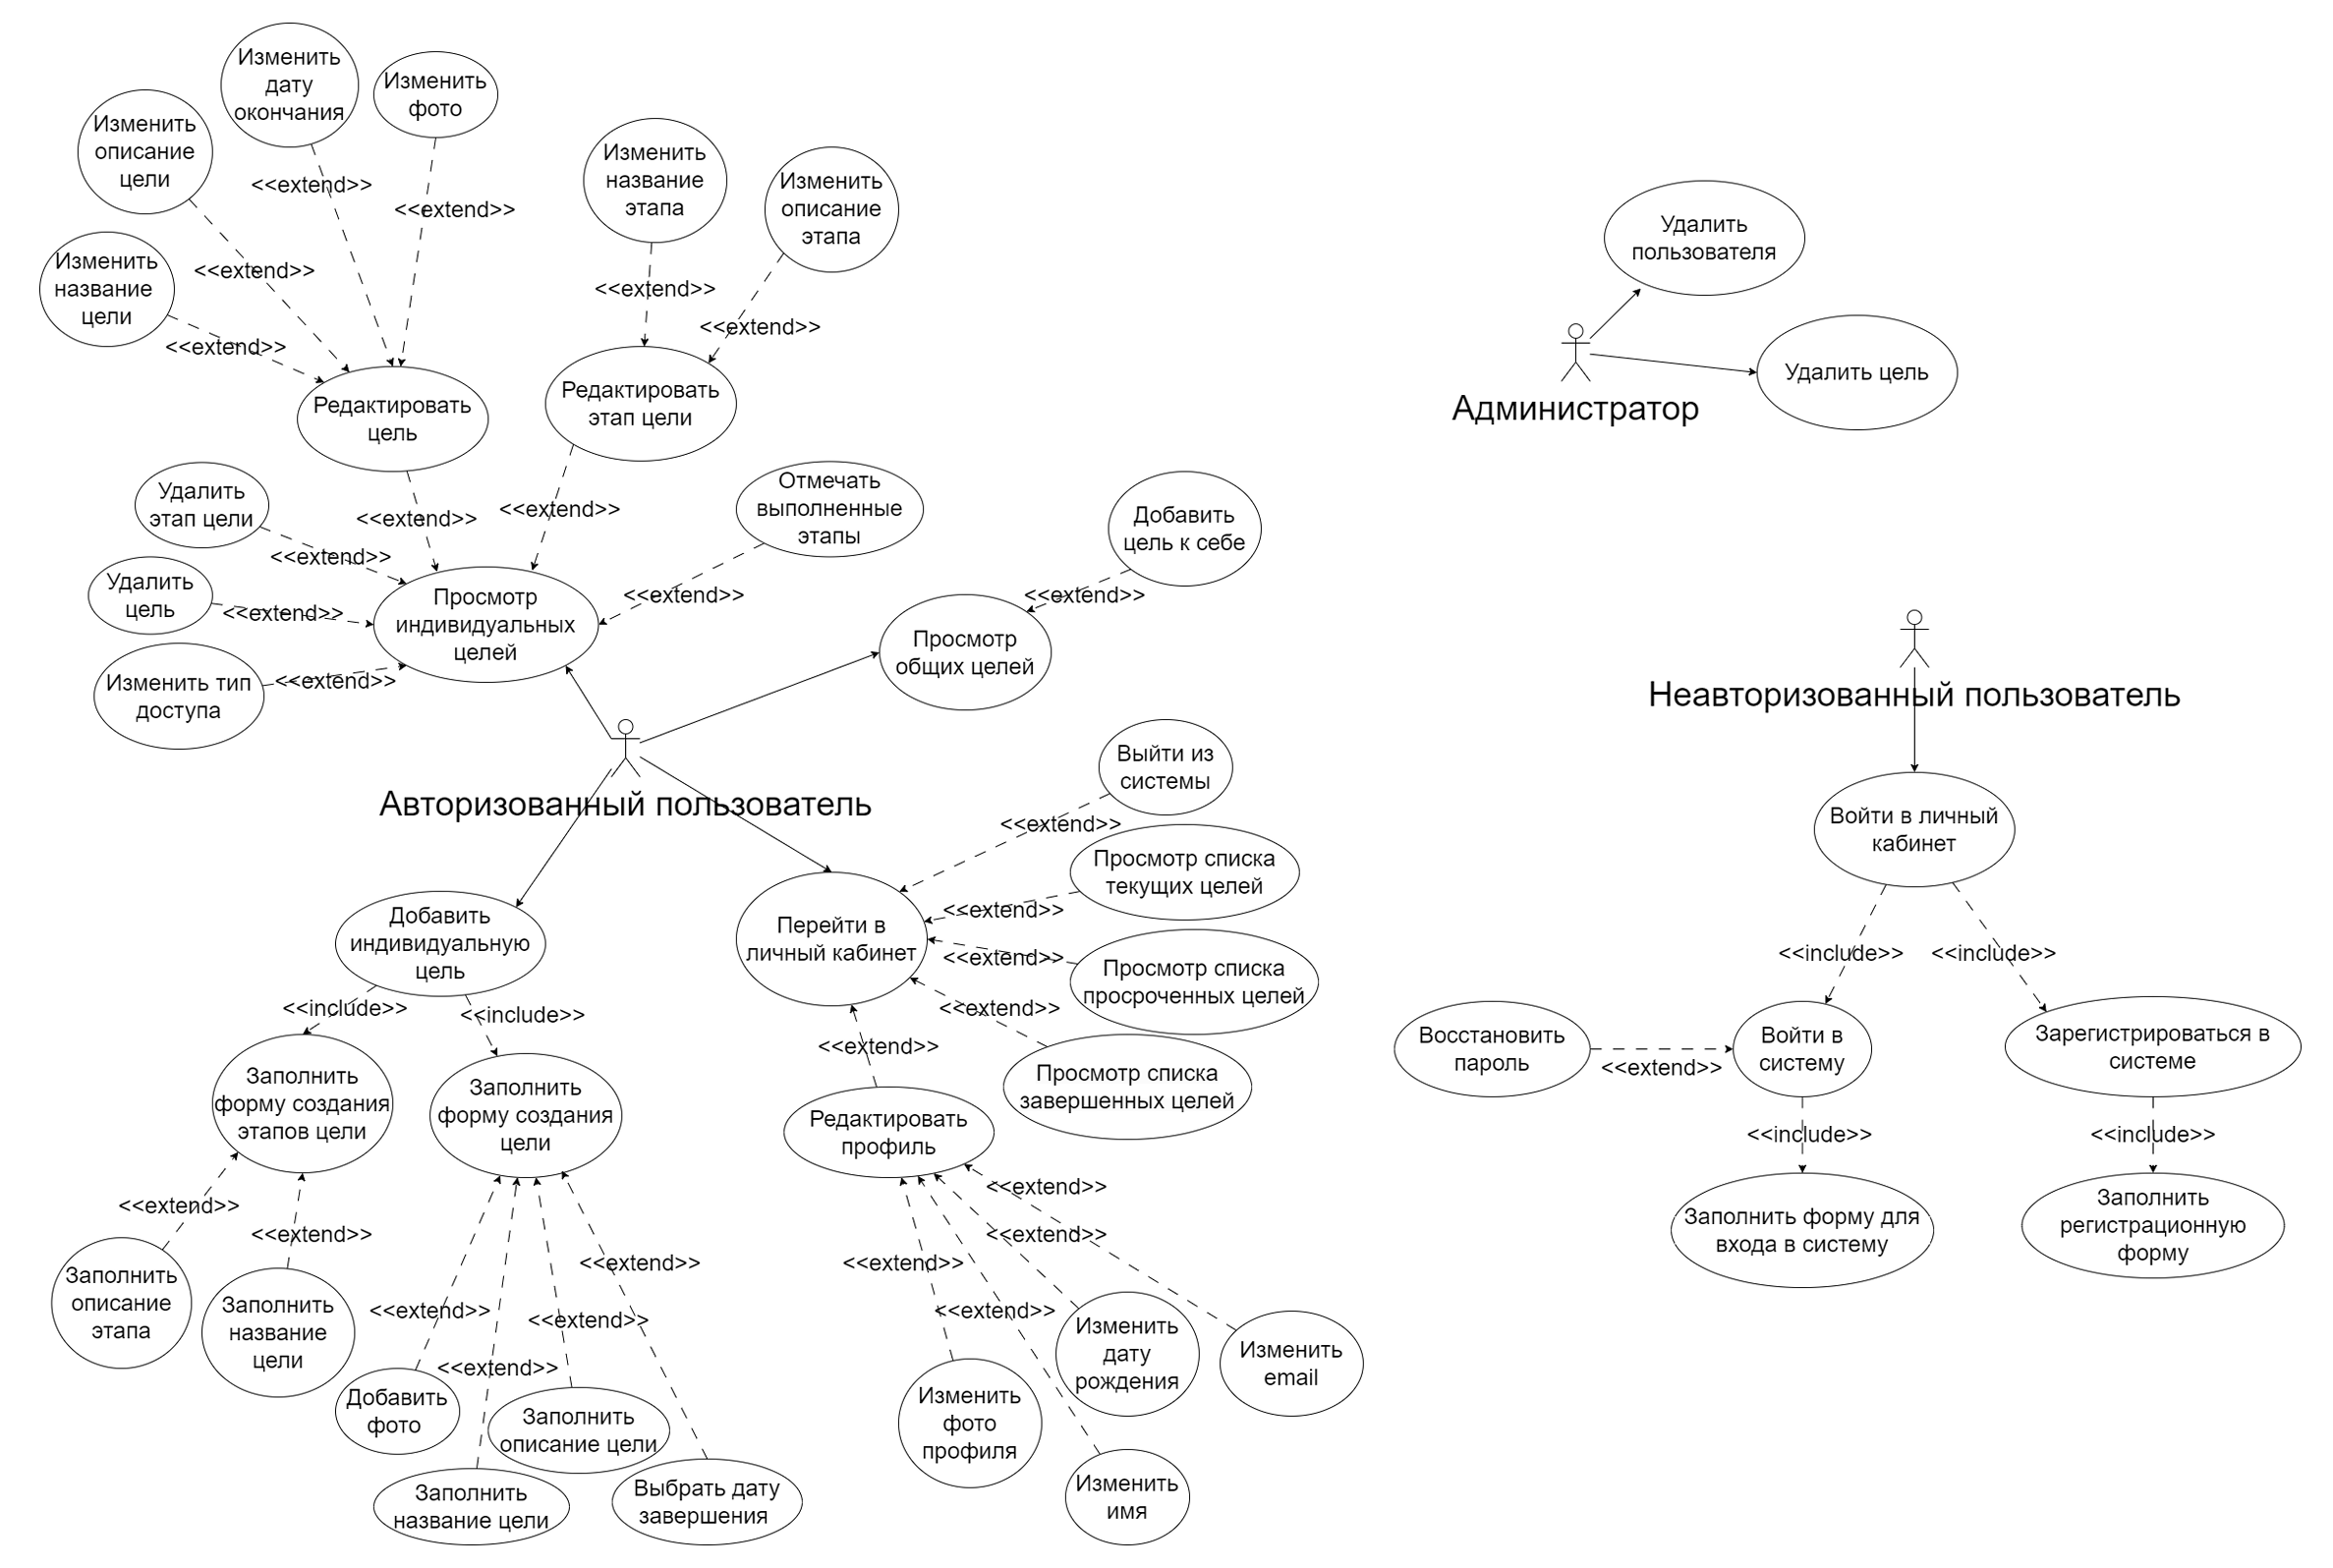 Изменить
дату
окончания
Изменить
фото
Изменить
описание
цели
Изменить
название
цели
<<extend>>
<<extend>>
<<extend>>
<<extend>>
Изменить
название
этапа
Изменить
описание
этапа
<<extend>>
<<extend>>
Редактировать
цель
Редактировать
этап цели
<<extend>>
<<extend>>
Удалить
этап цели
<<extend>>
Удалить
цель
<<extend>>
Изменить тип
доступа
<<extend>>
Просмотр
индивидуальных
целей
Отмечать
выполненные
этапы
<<extend>>
Добавить
цель к себе
<<extend>>
Просмотр
общих целей
Авторизованный пользователь
Выйти из
системы
<<extend>>
Просмотр списка
текущих целей
<<extend>>
Просмотр списка
просроченных целей
<<extend>>
Просмотр списка
завершенных целей
<<extend>>
Перейти в
личный кабинет
<<extend>>
Редактировать
профиль
<<extend>>
<<extend>>
<<extend>>
<<extend>>
Изменить
фото
профиля
Изменить
имя
Изменить
дату
рождения
Изменить
email
Добавить
индивидуальную
цель
<<include>>
<<include>>
Заполнить
форму создания
этапов цели
Заполнить
форму создания
цели
<<extend>>
<<extend>>
Заполнить
описание
этапа
Заполнить
название
цели
<<extend>>
<<extend>>
<<extend>>
<<extend>>
Добавить
фото
Заполнить
название цели
Заполнить
описание цели
Выбрать дату
завершения
Удалить
пользователя
Удалить цель
Администратор
Неавторизованный пользователь
Войти в личный
кабинет
<<include>>
<<include>>
Восстановить
пароль
<<extend>>
Войти в
систему
Зарегистрироваться в
системе
<<include>>
<<include>>
Заполнить форму для
входа в систему
Заполнить
регистрационную
форму